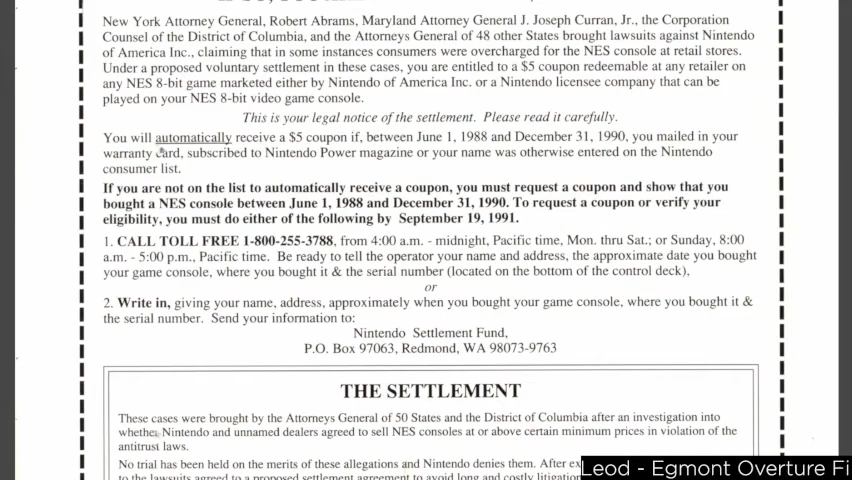 New York Attorney General, Robert Abrams, Maryland Attorney General J. Joseph Curran, Jr., the Corporation
Counsel of the District of Columbia, and the Attorneys General of 48 other States brought lawsuits against Nintendo
of America Inc., claiming that in some instances consumers were overcharged for the NES console at retail stores.
Under a proposed voluntary settlement in these cases, you are entitled to a $5 coupon redeemable at any retailer on
any NES 8-bit game marketed either by Nintendo of America Inc. or a Nintendo licensee company that can be
played on your NES 8-bit video game console.
This is your legal notice of the settlement. Please read it carefully.
You will automatically receive a $5 coupon if, between June 1, 1988 and December 31, 1990, you mailed in your
warranty card, subscribed to Nintendo Power magazine or your name was otherwise entered on the Nintendo
consumer list.
If you are not on the list to automatically receive a coupon, you must request a coupon and show that you
bought a NES console between June 1, 1988 and December 31, 1990. To request a coupon or verify your
eligibility, you must do either of the following by September 19, 1991.
1. CALL TOLL FREE 1-800-255-3788, from 4:00 a.m. - midnight, Pacific time, Mon. thru Sat.; or Sunday, 8:00
a.m. - 5:00 p.m., Pacific time. Be ready to tell the operator your name and address, the approximate date you bought
your game console, where you bought it & the serial number (located on the bottom of the control deck),
or
2. Write in, giving your name, address, approximately when you bought your game console, where you bought it &
the serial number. Send your information to:
Nintendo Settlement Fund,
P.O. Box 97063, Redmond, WA 98073-9763
THE SETTLEMENT
These cases were brought by the Attorneys General of 50 States and the District of Columbia after an investigation into
whether Nintendo and unnamed dealers agreed to sell NES consoles at or above certain minimum prices in violation of the
antitrust laws.
No trial has been held on the merits of these allegations and Nintendo denies them. After ex
to the lawsuits agreed to a proposed settlement agreement to avoid long and costly litigation
Leod - Egmont Overture Fi